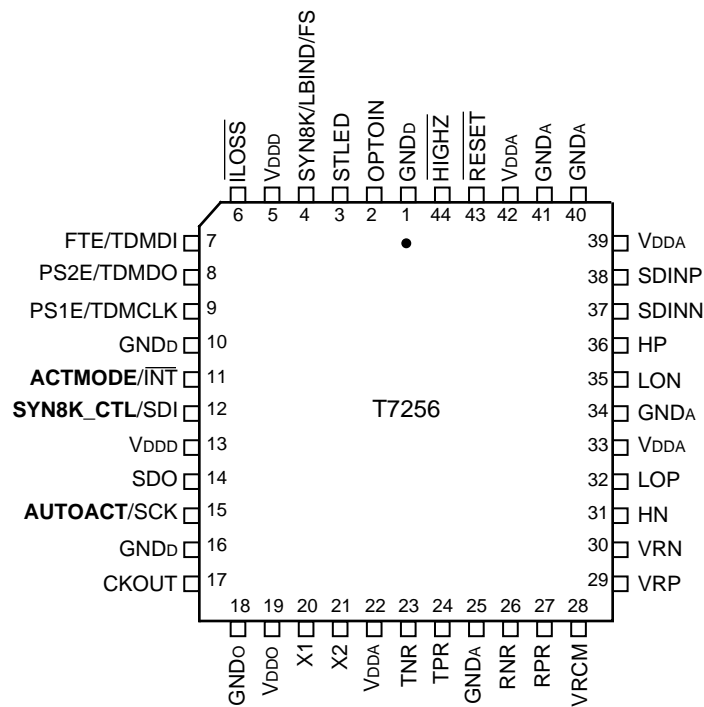 ILOSS
VDDD
SYN8K/LBIND/FS
STLED
OPTOIN
GNDD
HIGHZ
RESET
VDDA
GNDA
GNDA
6 5 4 3 2 1 44 43 42 41 40
FTE/TDMDI 7
PS2E/TDMDO 8
PS1E/TDMCLK 9
GNDD 10
ACTMODE/INT 11
SYN8K_CTL/SDI 12
VDDD 13
SDO 14
AUTOACT/SCK 15
GNDD 16
CKOUT 17
T7256
39 VDDA
38 SDINP
37 SDINN
36 HP
35 LON
34 GNDA
33 VDDA
32 LOP
31 HN
30 VRN
29 VRP
18 19 20 21 22 23 24 25 26 27 28
GNDO
VDDO
X1
X2
VDDA
TNR
TPR
GNDA
RNR
RPR
VRCM